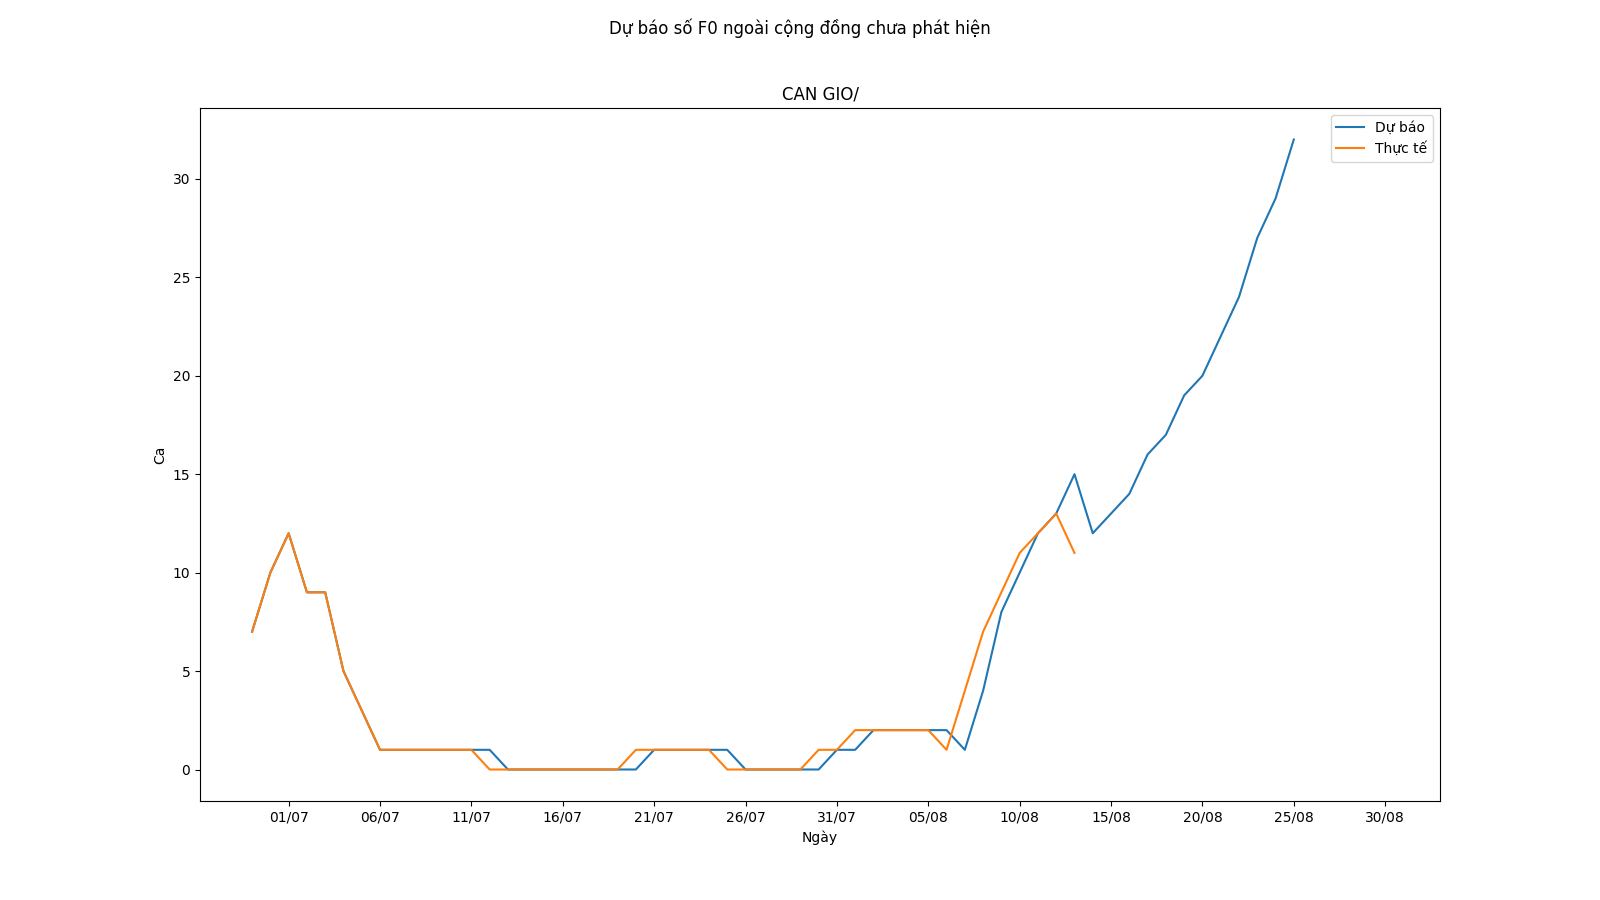 Dự báo số F0 ngoài cộng đồng chưa phát hiện
CAN GIO/
Dự báo
Thực tế
30
25
20
15
10
5
0
Ca
01/07 06/07 11/07 16/07 21/07 26/07 31/07 05/08 10/08 15/08 20/08 25/08 30/08
Ngày